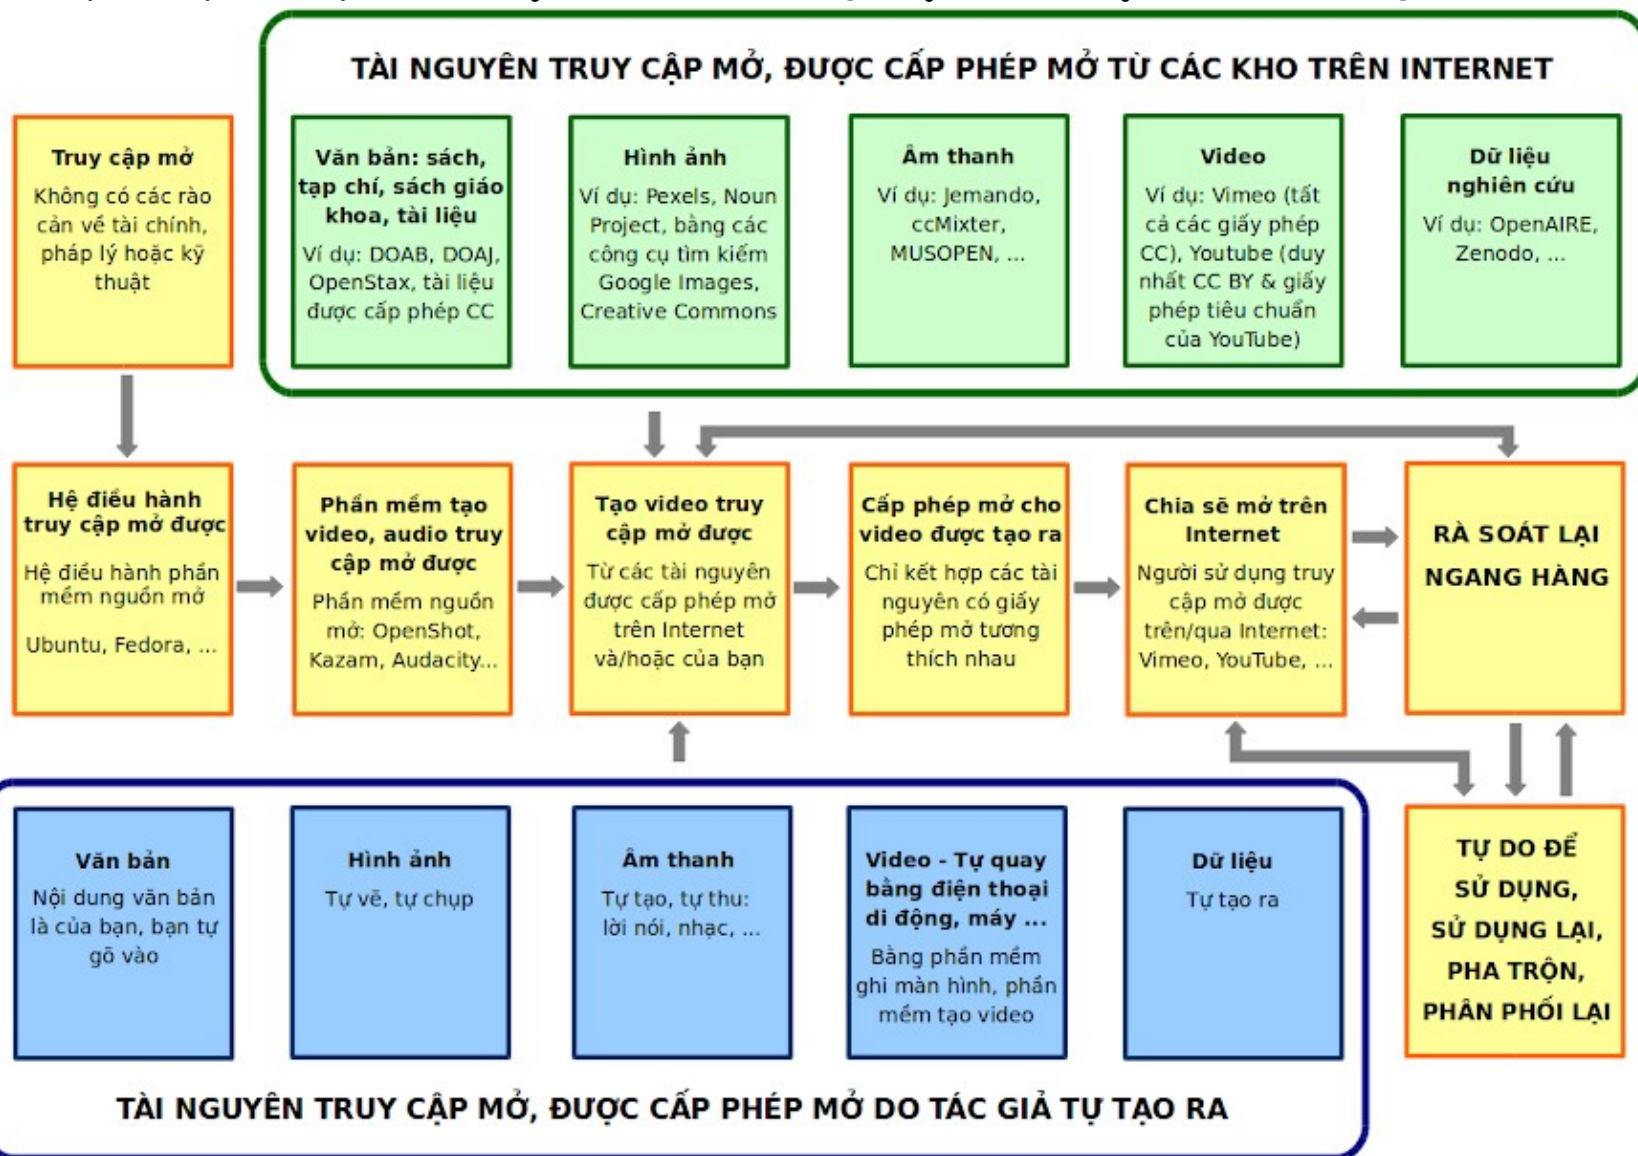 TÀI NGUYÊN TRUY CẬP MỞ, ĐƯỢC CẤP PHÉP MỞ TỪ CÁC KHO TRÊN INTERNET
Truy cập mở
Không có các rào
cản về tài chính,
pháp lý hoặc kỹ
thuật
Văn bản: sách,
tạp chí, sách giáo
khoa, tài liệu
Ví dụ: DOAB, DOAJ,
OpenStax, tài liệu
được cấp phép CC
Hình ảnh
Ví dụ: Pexels, Noun
Project, bằng các
công cụ tìm kiếm
Google Images,
Creative Commons
Âm thanh
Ví dụ: Jemando,
ccMixter,
MUSOPEN, ...
Video
Ví dụ: Vimeo (tất
cả các giấy phép
CC), Youtube (duy
nhất CC BY & giấy
phép tiêu chuẩn
của YouTube)
Dữ liệu
nghiên cứu
Ví dụ: OpenAIRE,
Zenodo, ...
Hệ điều hành
truy cập mở được
Hệ điều hành phần
mềm nguồn mở
Ubuntu, Fedora, ...
Phần mềm tạo
video, audio truy
cập mở được
Phần mềm nguồn
mở: OpenShot,
Kazam, Audacity...
Tạo video truy
cập mở được
Từ các tài nguyên
được cấp phép mở
trên Internet
và/hoặc của bạn
Cấp phép mở cho
video được tạo ra
Chỉ kết hợp các tài
nguyên có giấy
phép mở tương
thích nhau
Chia sẽ mở trên
Internet
Người sử dụng truy
cập mở được
trên/qua Internet:
Vimeo, YouTube, ...
RÀ SOÁT LẠI
NGANG HÀNG
Văn bản
Nội dung văn bản
là của bạn, bạn tự
gõ vào
Hình ảnh
Tự vẽ, tự chụp
Âm thanh
Tự tạo, tự thu:
lời nói, nhạc, ...
Video - Tự quay
bằng điện thoại
di động, máy ...
Bằng phần mềm
ghi màn hình, phần
mềm tạo video
Dữ liệu
Tự tạo ra
TỰ DO ĐỂ
SỬ DỤNG,
SỬ DỤNG LẠI,
PHA TRỘN,
PHÂN PHỐI LẠI
TÀI NGUYÊN TRUY CẬP MỞ, ĐƯỢC CẤP PHÉP MỞ DO TÁC GIẢ TỰ TẠO RA